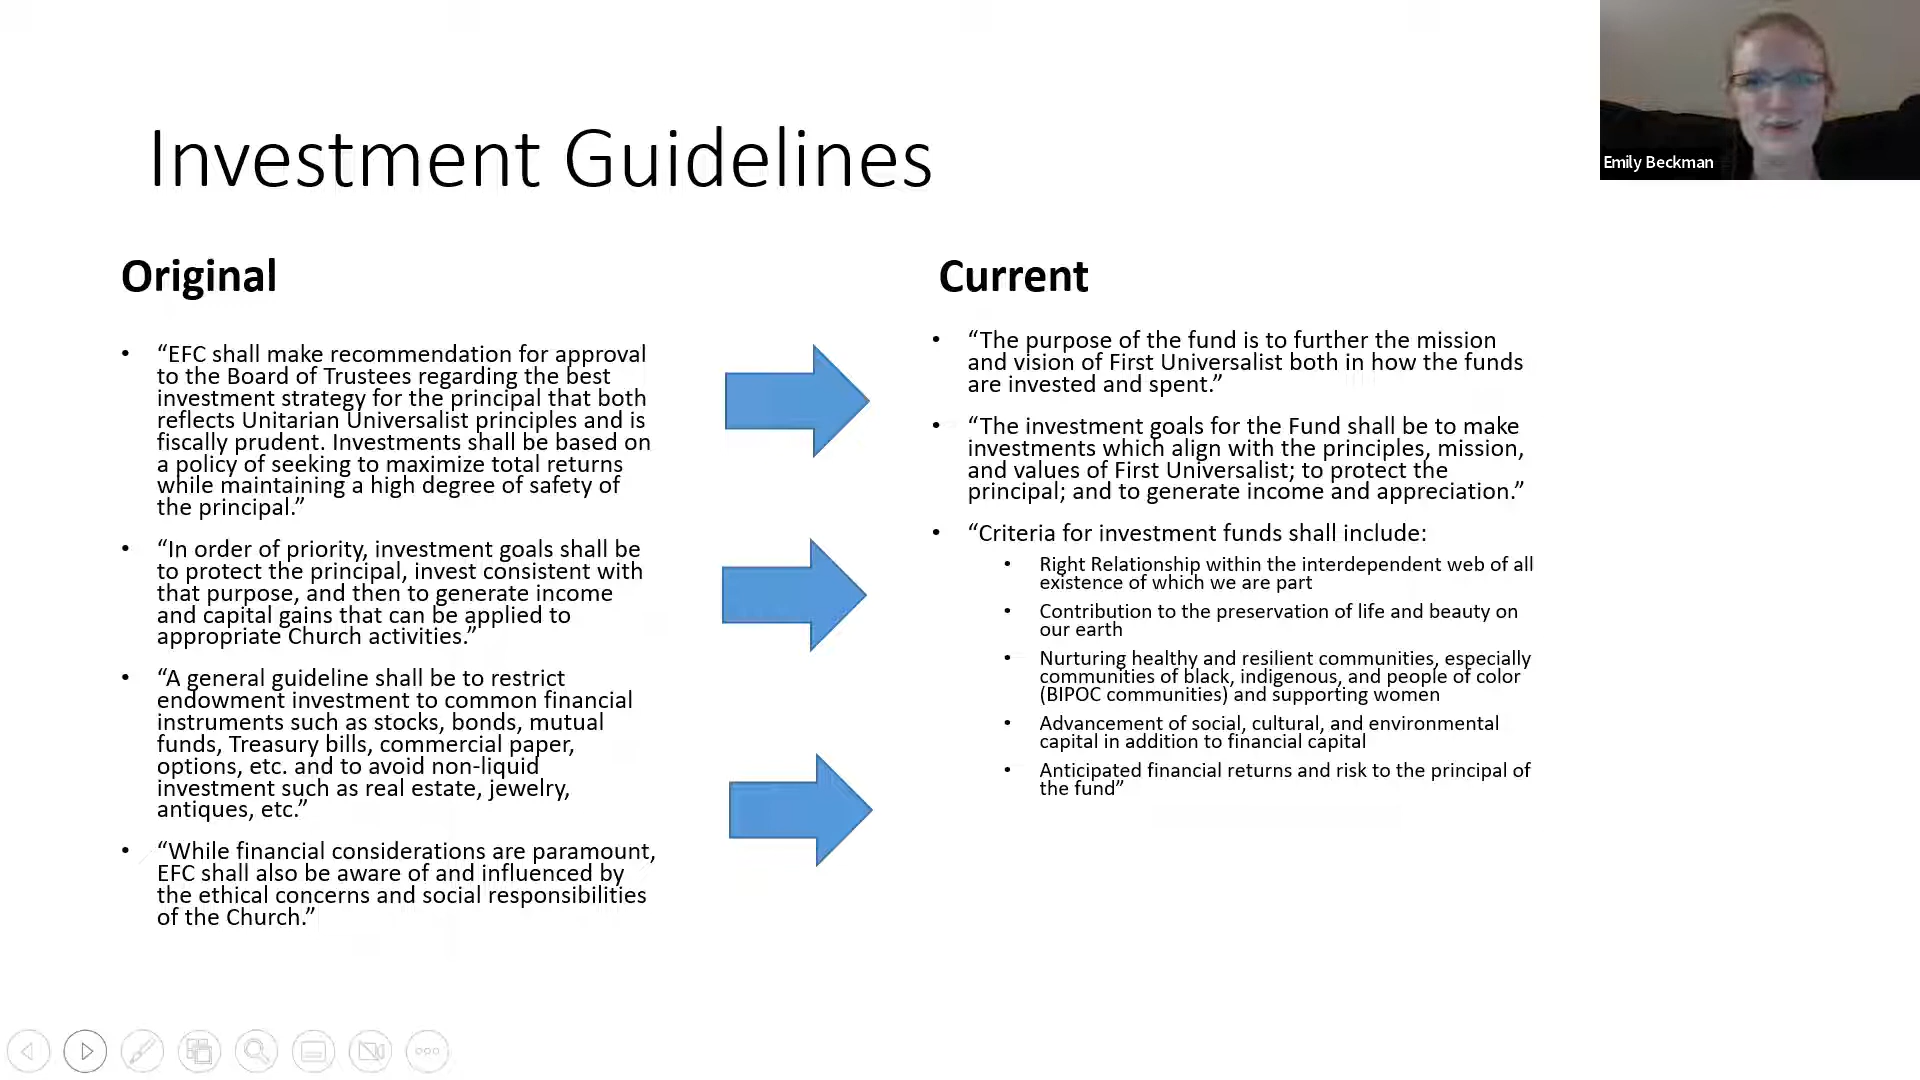 Investment Guidelines
Emily Beckman
Original
• “EFC shall make recommendation for approval
to the Board of Trustees regarding the best
investment strategy for the principal that both
reflects Unitarian Universalist principles and is
fiscally prudent. Investments shall be based on
a policy of seeking to maximize total returns
while maintaining a high degree of safety of
the principal.”
• “In order of priority, investment goals shall be
to protect the principal, invest consistent with
that purpose, and then to generate income
and capital gains that can be applied to
appropriate Church activities.”
• “A general guideline shall be to restrict
endowment investment to common financial
instruments such as stocks, bonds, mutual
funds, Treasury bills, commercial paper,
options, etc. and to avoid non-liquid
investment such as real estate, jewelry,
antiques, etc.”
• “While financial considerations are paramount,
EFC shall also be aware of and influenced by
the ethical concerns and social responsibilities
of the Church.”
Current
• “The purpose of the fund is to further the mission
and vision of First Universalist both in how the funds
are invested and spent.”
• “The investment goals for the Fund shall be to make
investments which align with the principles, mission,
and values of First Universalist; to protect the
principal; and to generate income and appreciation.”
• “Criteria for investment funds shall include:
• Right Relationship within the interdependent web of all
existence of which we are part
• Contribution to the preservation of life and beauty on
our earth
• Nurturing healthy and resilient communities, especially
communities of black, indigenous, and people of color
(BIPOC communities) and supporting women
• Advancement of social, cultural, and environmental
capital in addition to financial capital
• Anticipated financial returns and risk to the principal of
the fund”